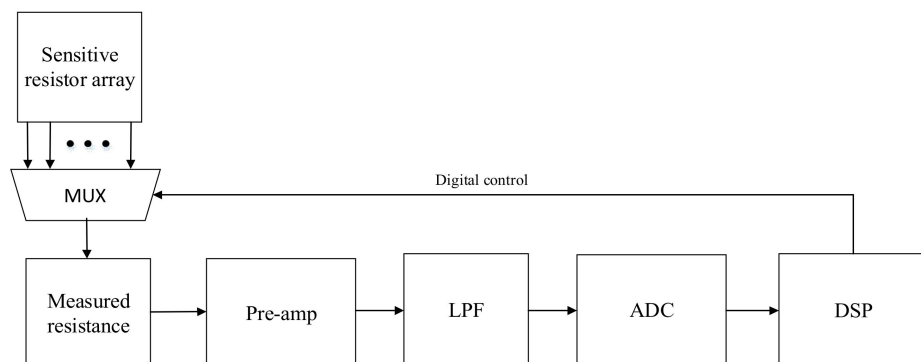 Sensitive
resistor array
MUX
Digital control
Measured
resistance
Pre-amp
LPF
ADC
DSP